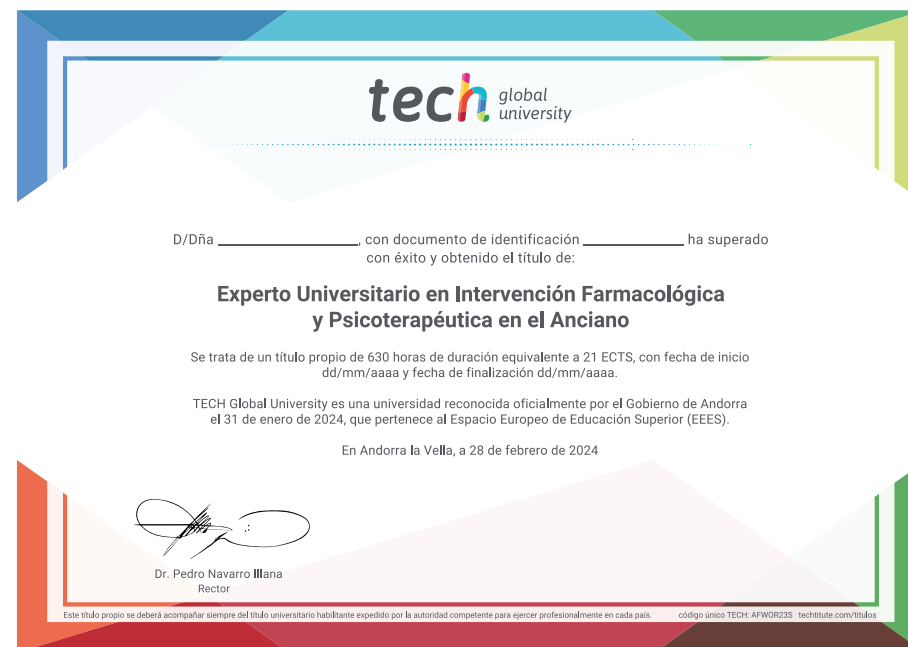 tech global university
D/Dña ____________, con documento de identificación ____________ ha superado
con éxito y obtenido el título de:
Experto Universitario en Intervención Farmacológica
y Psicoterapéutica en el Anciano
Se trata de un título propio de 630 horas de duración equivalente a 21 ECTS, con fecha de inicio
dd/mm/aaaa y fecha de finalización dd/mm/aaaa.
TECH Global University es una universidad reconocida oficialmente por el Gobierno de Andorra
el 31 de enero de 2024, que pertenece al Espacio Europeo de Educación Superior (EEES).
En Andorra la Vella, a 28 de febrero de 2024
Dr. Pedro Navarro Illana
Rector
Este título propio se deberá acompañar siempre del título universitario habilitante expedido por la autoridad competente para ejercer profesionalmente en cada país. código único TECH: AFWOR23S techtitute.com/titulos